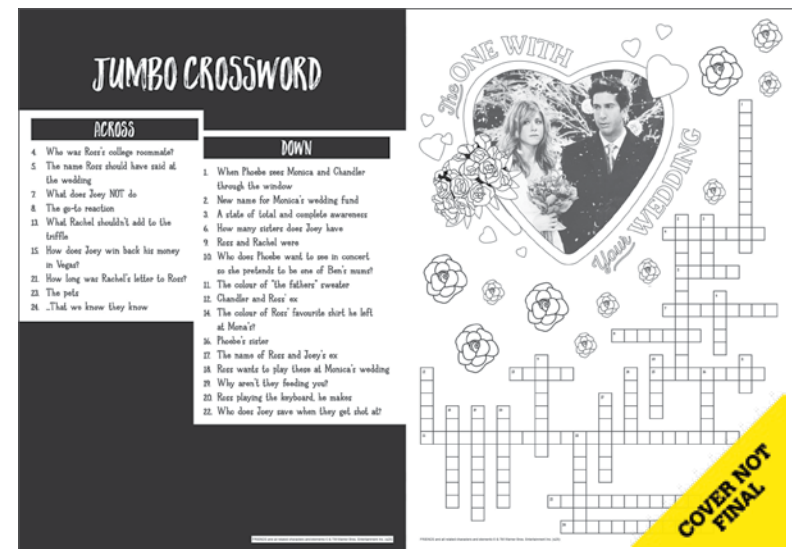 JUMBO CROSSWORD
ACROSS
4. Who was Ross's college roommate?
5. The name Ross should have said at
the wedding
7. What does Joey NOT do
8. The go-to reaction
13. What Rachel shouldn't add to the
triffle
15. How does Joey win back his money
in Vegas?
21. How long was Rachel's letter to Ross?
23. The pets
24. ...That we know they know
DOWN
1. When Phoebe sees Monica and Chandler
through the window
2. New name for Monica's wedding fund
3. A state of total and complete awareness
6. How many sisters does Joey have
9. Ross and Rachel were
10. Who does Phoebe want to see in concert
so she pretends to be one of Ben's mums?
11. The colour of "the fathers" sweater
12. Chandler and Ross' ex
14. The colour of Ross' favourite shirt he left
at Mona's?
16. Phoebe's sister
17. The name of Ross and Joey's ex
18. Ross wants to play these at Monica's wedding
19. Why aren't they feeding you?
20. Ross playing the keyboard, he makes
22. Who does Joey save when they get shot at?
The ONE WITH
Your WEDDING
COVER NOT
FINAL